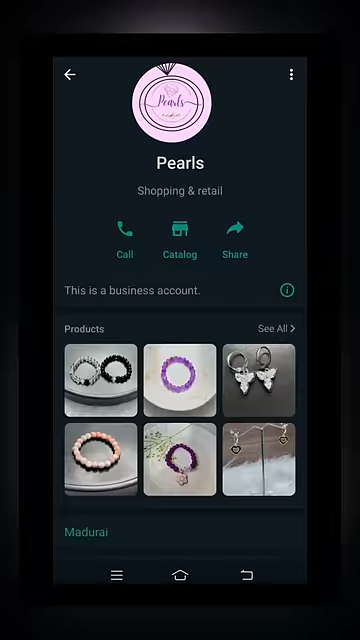 Pearls
Pearls
Shopping & retail
Call
Catalog
Share
This is a business account.
Products
See All
Madurai